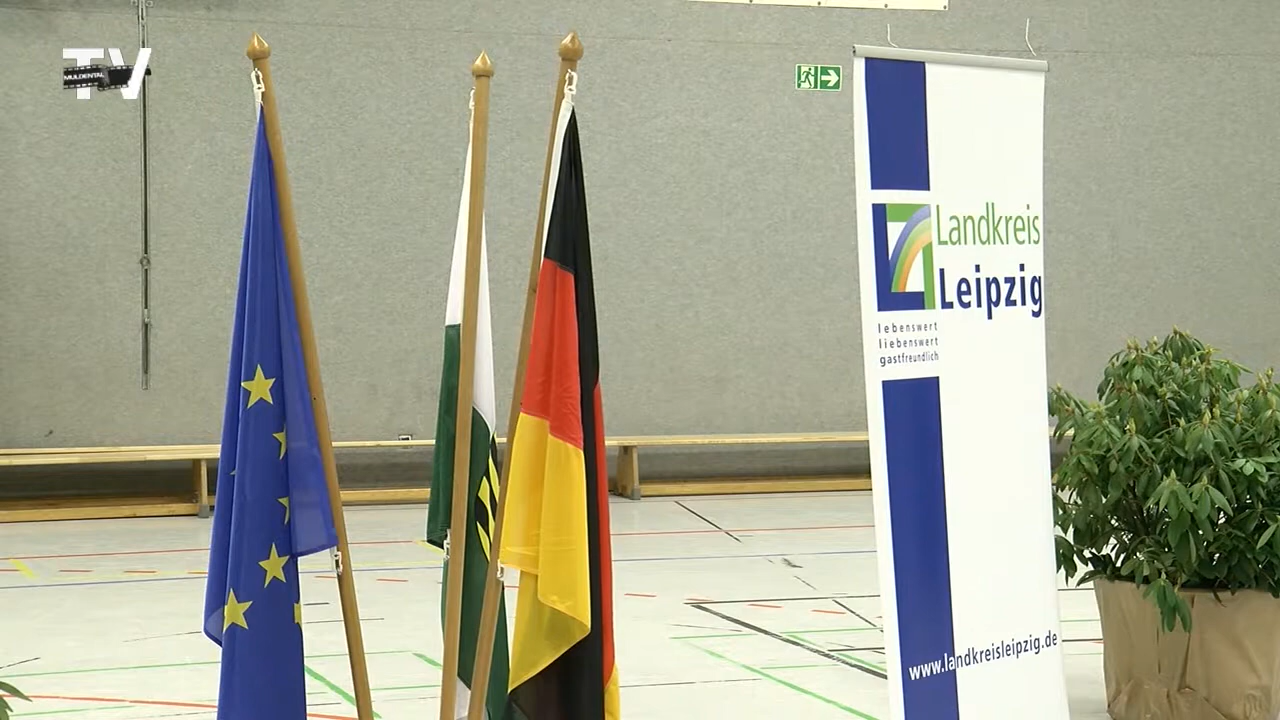 TV
MULDENTAL
Landkreis
Leipzig
lebenswert
liebenswert
gastfreundlich
www.landkreisleipzig.de